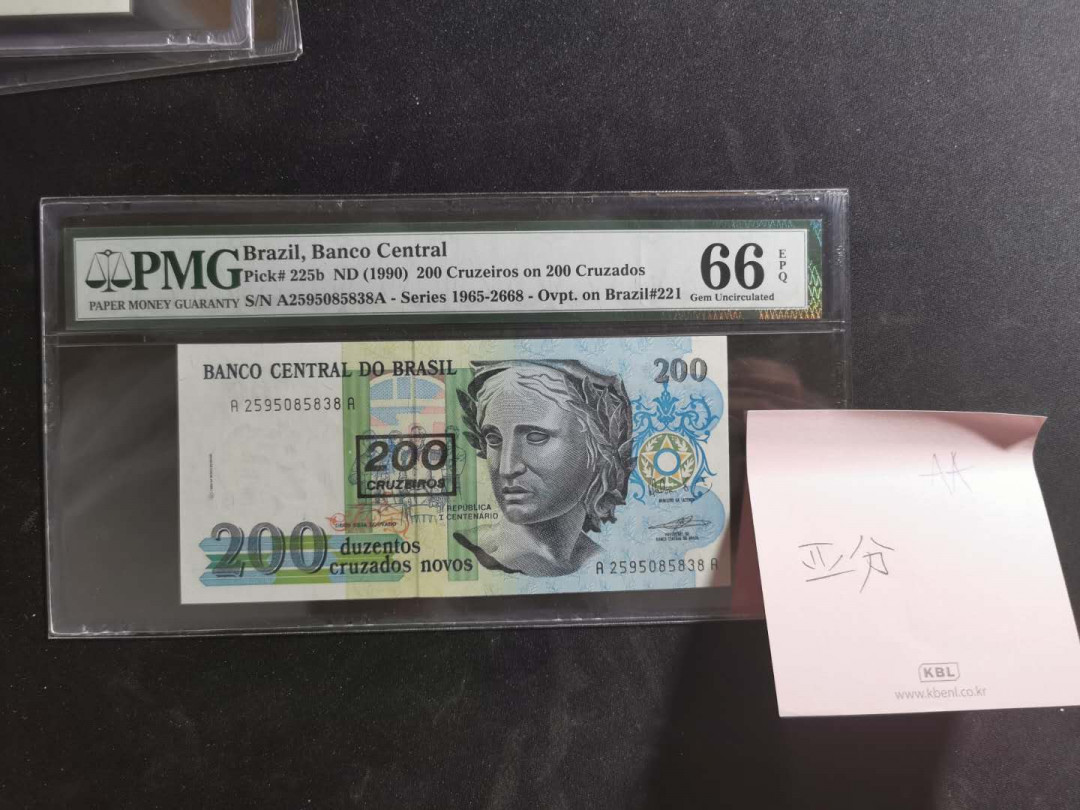 PMG
PAPER MONEY GUARANTY
Brazil, Banco Central
Pick# 225b ND (1990) 200 Cruzeiros on 200 Cruzados
S/N A2595085838A - Series 1965-2668 - Ovpt. on Brazil#221
66
EPQ
Gem Uncirculated
BANCO CENTRAL DO BRASIL
200
A 2595085838 A
200
CRUZEIROS
REPÚBLICA
I CENTENÁRIO
200
duzentos
cruzados novos
A 2595085838 A
亚分
KBL
www.kbenl.co.kr